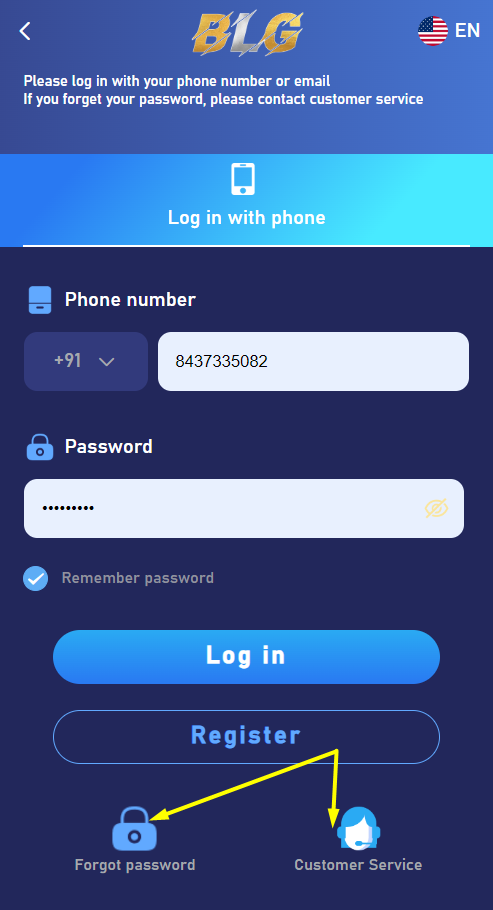 BLG
EN
Please log in with your phone number or email
If you forget your password, please contact customer service
Log in with phone
Phone number
+91
8437335082
Password
•••••••••
Remember password
Log in
Register
Forgot password
Customer Service